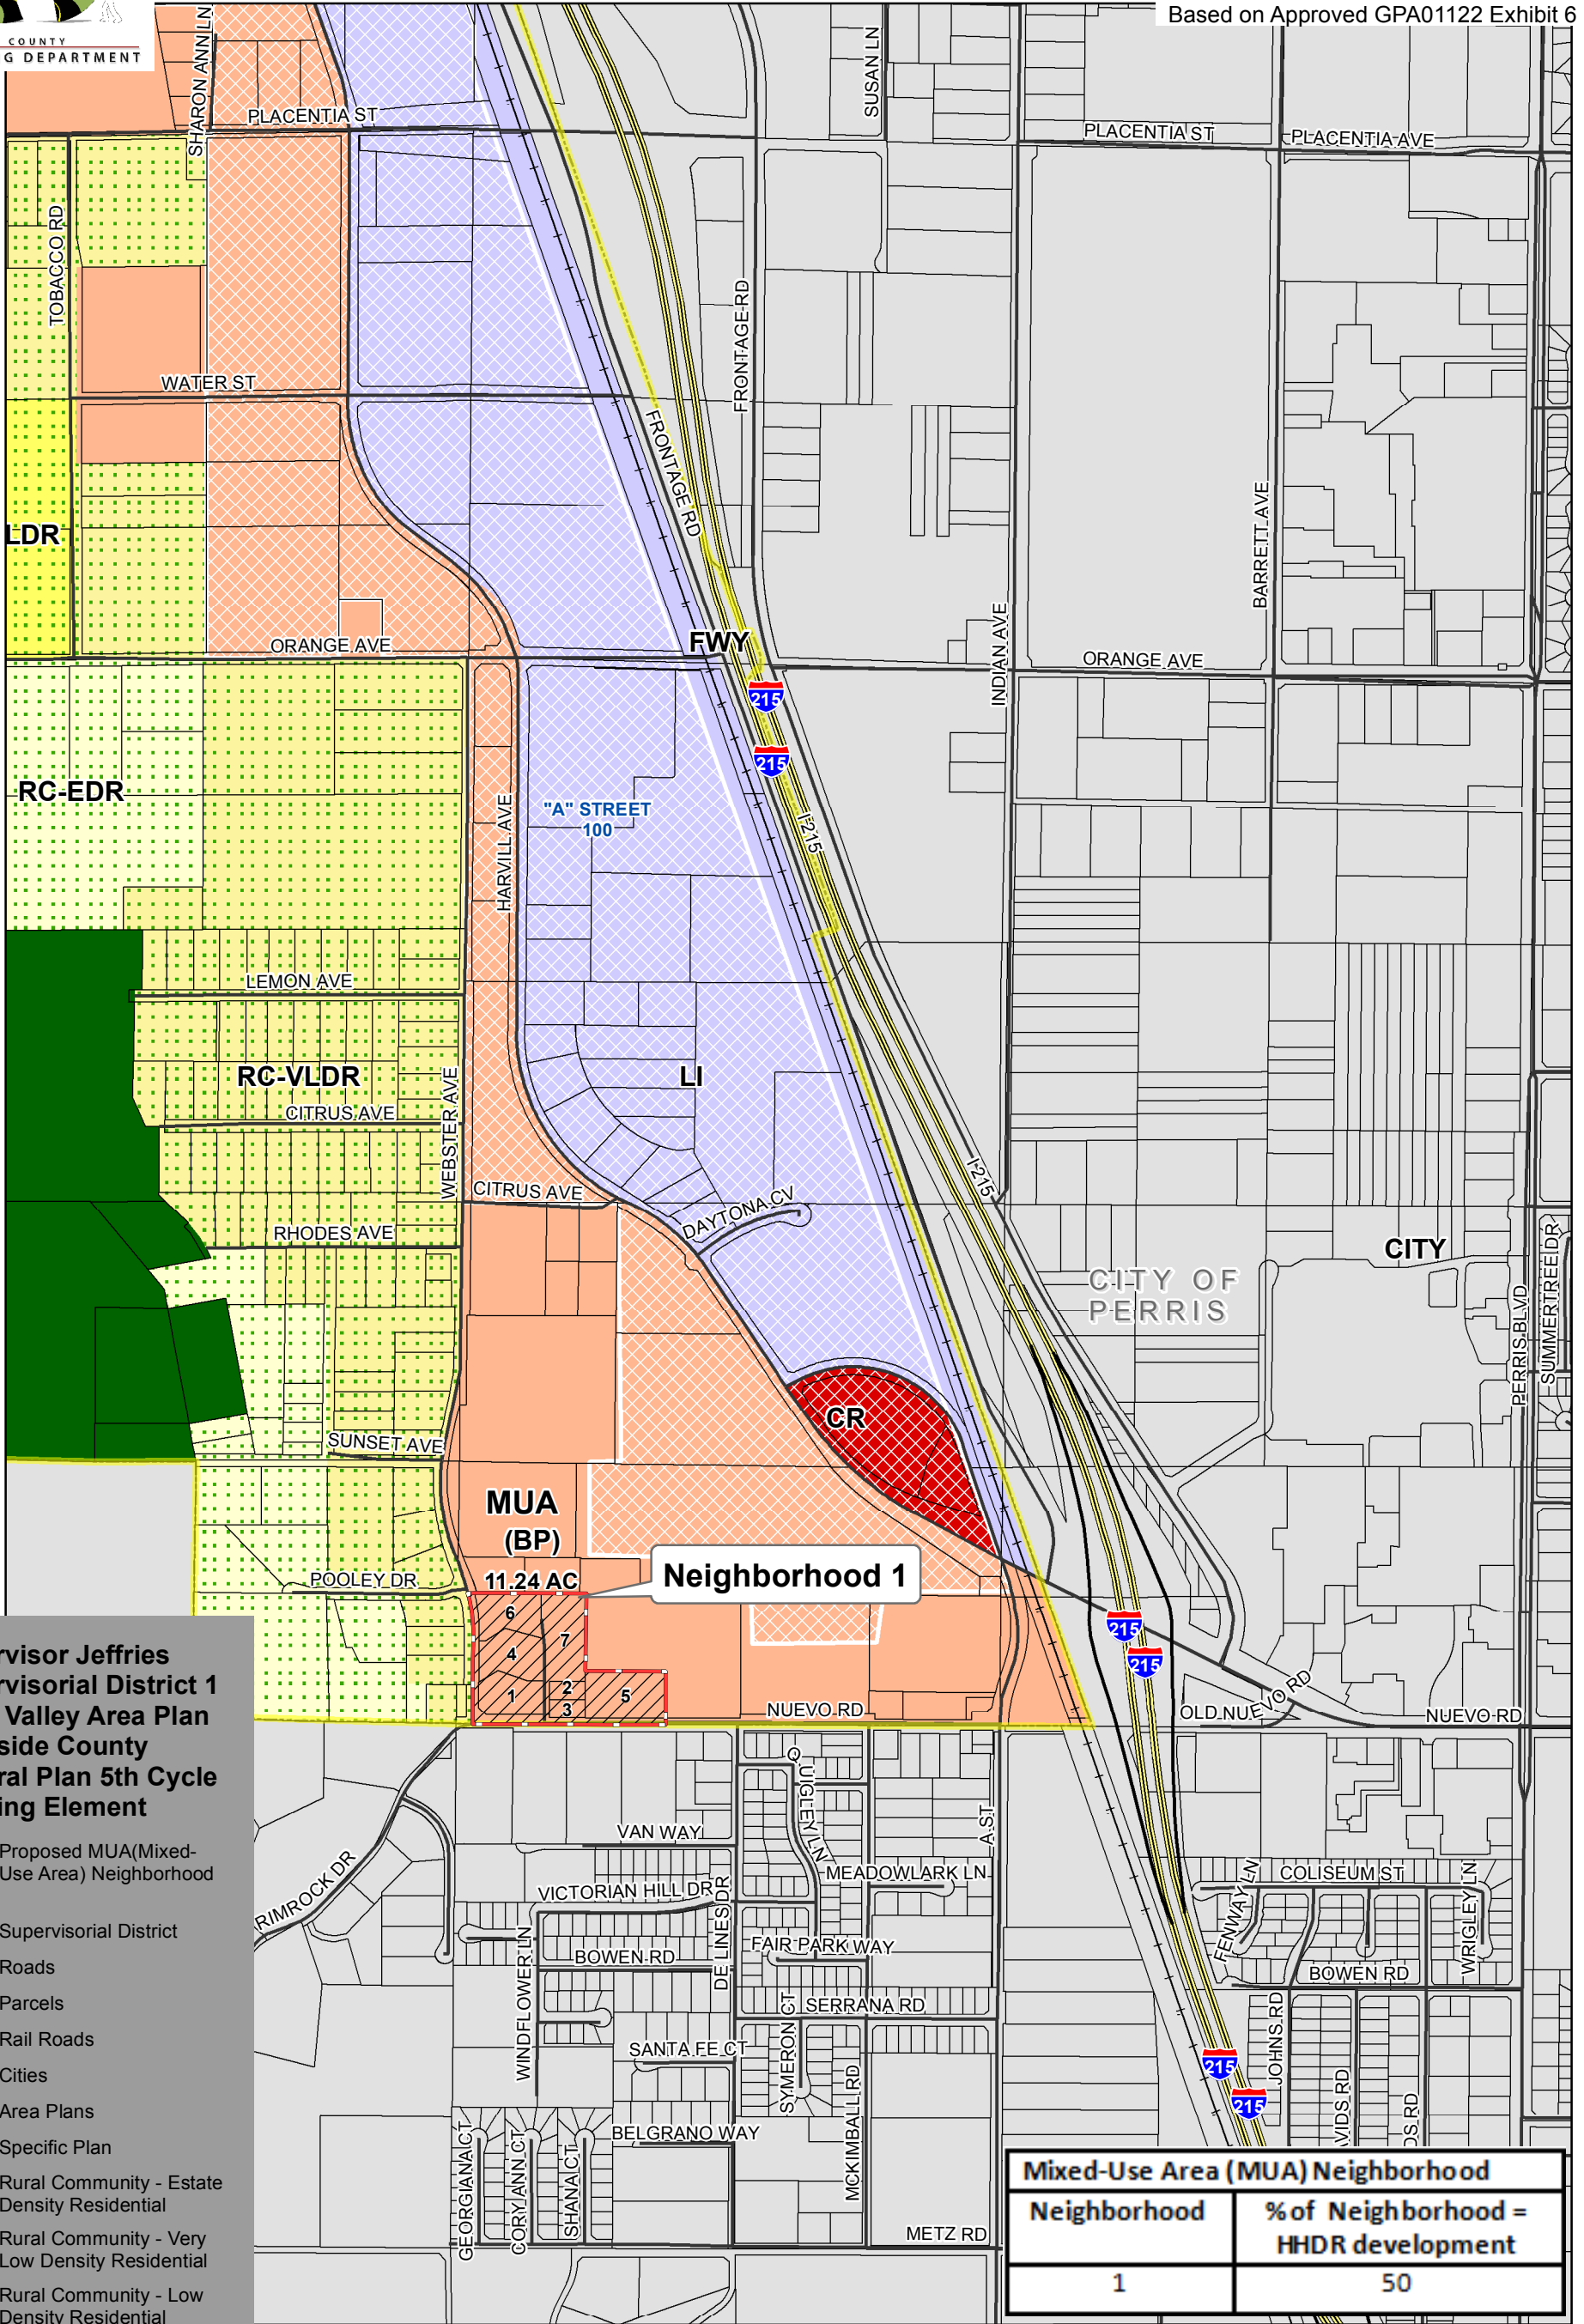 Based on Approved GPA01122 Exhibit 6
COUNTY
G DEPARTMENT
SHARON ANN LN
PLACENTIA ST
SUSAN LN
PLACENTIA ST
PLACENTIA AVE
TOBACCO RD
FRONTAGE RD
WATER ST
FRONTAGE RD
LDR
BARRETT AVE
INDIAN AVE
ORANGE AVE
FWY
ORANGE AVE
215
215
RC-EDR
HARVILL AVE
"A" STREET
100
I-215
LEMON AVE
RC-VLDR
WEBSTER AVE
LI
CITRUS AVE
I-215
CITRUS AVE
DAYTONA CV
RHODES AVE
CITY
CITY OF
PERRIS
PERRIS BLVD
SUMMERTREE DR
CR
SUNSET AVE
MUA
(BP)
11.24 AC
Neighborhood 1
POOLEY DR
6
7
4
1
2
3
5
215
215
NUEVO RD
OLD NUEVO RD
NUEVO RD
rvisor Jeffries
rvisorial District 1
Valley Area Plan
side County
ral Plan 5th Cycle
ing Element
Proposed MUA(Mixed-
Use Area) Neighborhood
Supervisorial District
Roads
Parcels
Rail Roads
Cities
Area Plans
Specific Plan
Rural Community - Estate
Density Residential
Rural Community - Very
Low Density Residential
Rural Community - Low
Density Residential
QUIGLEY LN
A ST
VAN WAY
MEADOWLARK LN
COLISEUM ST
RIMROCK DR
VICTORIAN HILL DR
DE LINES DR
FENWAY LN
WRIGLEY LN
WINDFLOWER LN
BOWEN RD
FAIR PARK WAY
BOWEN RD
SERRANA RD
SYMERON CT
JOHNS RD
SANTA FE CT
215
215
MCKIMBALL RD
VIDS RD
DS RD
GEORGIANA CT
CORY ANN CT
SHANA CT
BELGRANO WAY
METZ RD
Mixed-Use Area (MUA) Neighborhood
Neighborhood
% of Neighborhood =
HHDR development
1
50